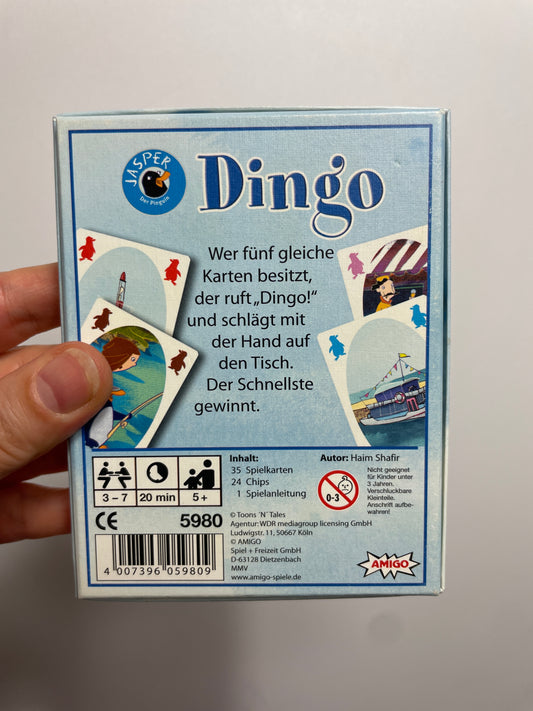 JASPER
Der Pinguin
Dingo
Wer fünf gleiche
Karten besitzt,
der ruft „Dingo!"
und schlägt mit
der Hand auf
den Tisch.
Der Schnellste
gewinnt.
3 – 7
20 min
5 +
Inhalt:
35 Spielkarten
24 Chips
1 Spielanleitung
Autor: Haim Shafir
0-3
Nicht geeignet
für Kinder unter
3 Jahren.
Verschluckbare
Kleinteile.
Anschrift aufbe-
wahren!
CE
5980
© Toons ´N´ Tales
Agentur: WDR mediagroup licensing GmbH
Ludwigstr. 11, 50667 Köln
© AMIGO
Spiel + Freizeit GmbH
D-63128 Dietzenbach
MMV
www.amigo-spiele.de
4 007396 059809
AMIGO